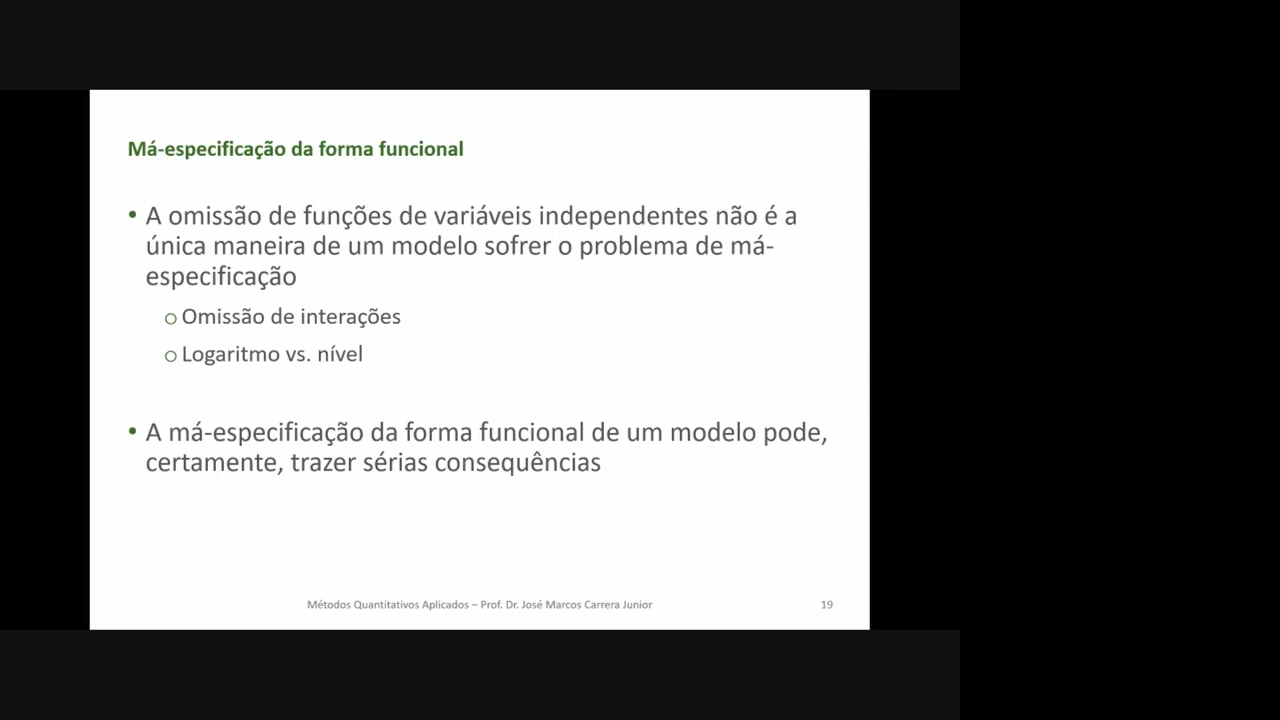 Má-especificação da forma funcional
• A omissão de funções de variáveis independentes não é a
única maneira de um modelo sofrer o problema de má-
especificação
o Omissão de interações
o Logaritmo vs. nível
• A má-especificação da forma funcional de um modelo pode,
certamente, trazer sérias consequências
Métodos Quantitativos Aplicados – Prof. Dr. José Marcos Carrera Junior
19